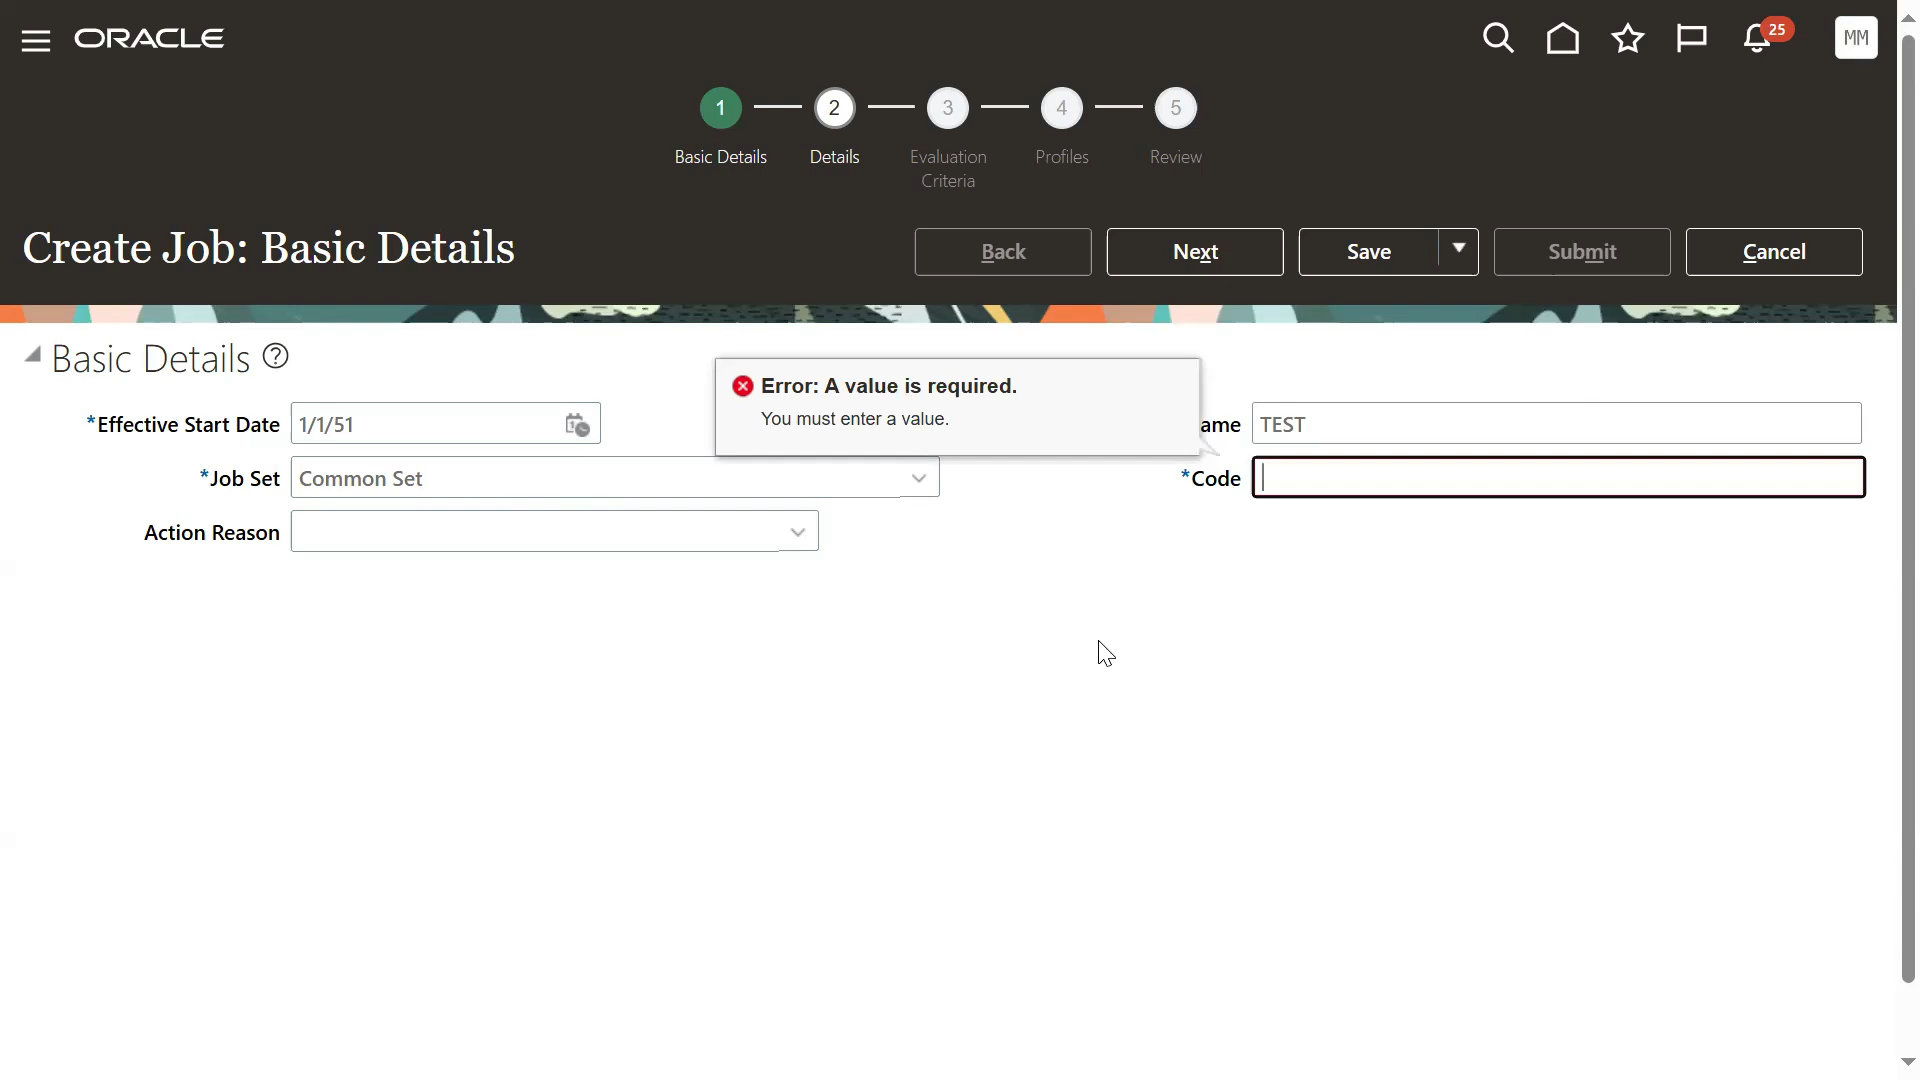 ORACLE
25
MM
1
2
3
4
5
Basic Details
Details
Evaluation
Criteria
Profiles
Review
Create Job: Basic Details
Back
Next
Save
Submit
Cancel
Basic Details
Error: A value is required.
You must enter a value.
*Effective Start Date 1/1/51
ame TEST
*Job Set Common Set
*Code
Action Reason